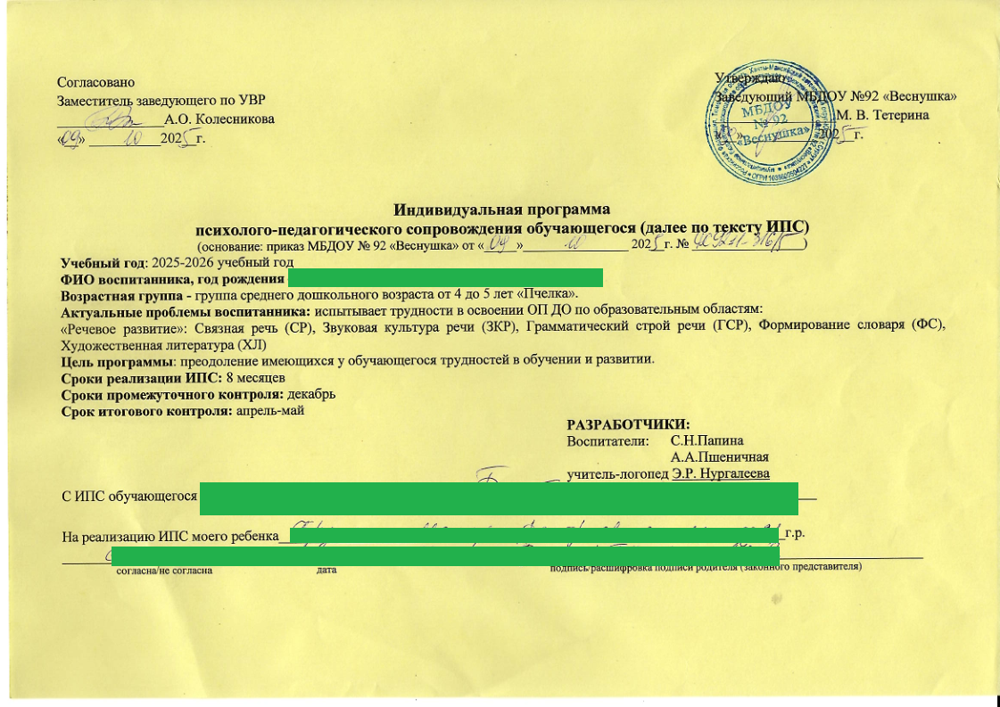 Согласовано
Заместитель заведующего по УВР
А.О. Колесникова
«09» 10 2025 г.
Утверждаю
Заведующий МБДОУ №92 «Веснушка»
М. В. Тетерина
2025 г.
МБДОУ
№ 92
«Веснушка»
Индивидуальная программа
психолого-педагогического сопровождения обучающегося (далее по тексту ИПС)
(основание: приказ МБДОУ № 92 «Веснушка» от «09» 10 2025 г. № )
Учебный год: 2025-2026 учебный год
ФИО воспитанника, год рождения
Возрастная группа - группа среднего дошкольного возраста от 4 до 5 лет «Пчелка».
Актуальные проблемы воспитанника: испытывает трудности в освоении ОП ДО по образовательным областям:
«Речевое развитие»: Связная речь (СР), Звуковая культура речи (ЗКР), Грамматический строй речи (ГСР), Формирование словаря (ФС),
Художественная литература (ХЛ)
Цель программы: преодоление имеющихся у обучающегося трудностей в обучении и развитии.
Сроки реализации ИПС: 8 месяцев
Сроки промежуточного контроля: декабрь
Срок итогового контроля: апрель-май
РАЗРАБОТЧИКИ:
Воспитатели: С.Н.Папина
А.А.Пшеничная
учитель-логопед Э.Р. Нургалеева
С ИПС обучающегося
На реализацию ИПС моего ребенка г.р.
согласна/не согласна дата подпись/расшифровка подписи родителя (законного представителя)